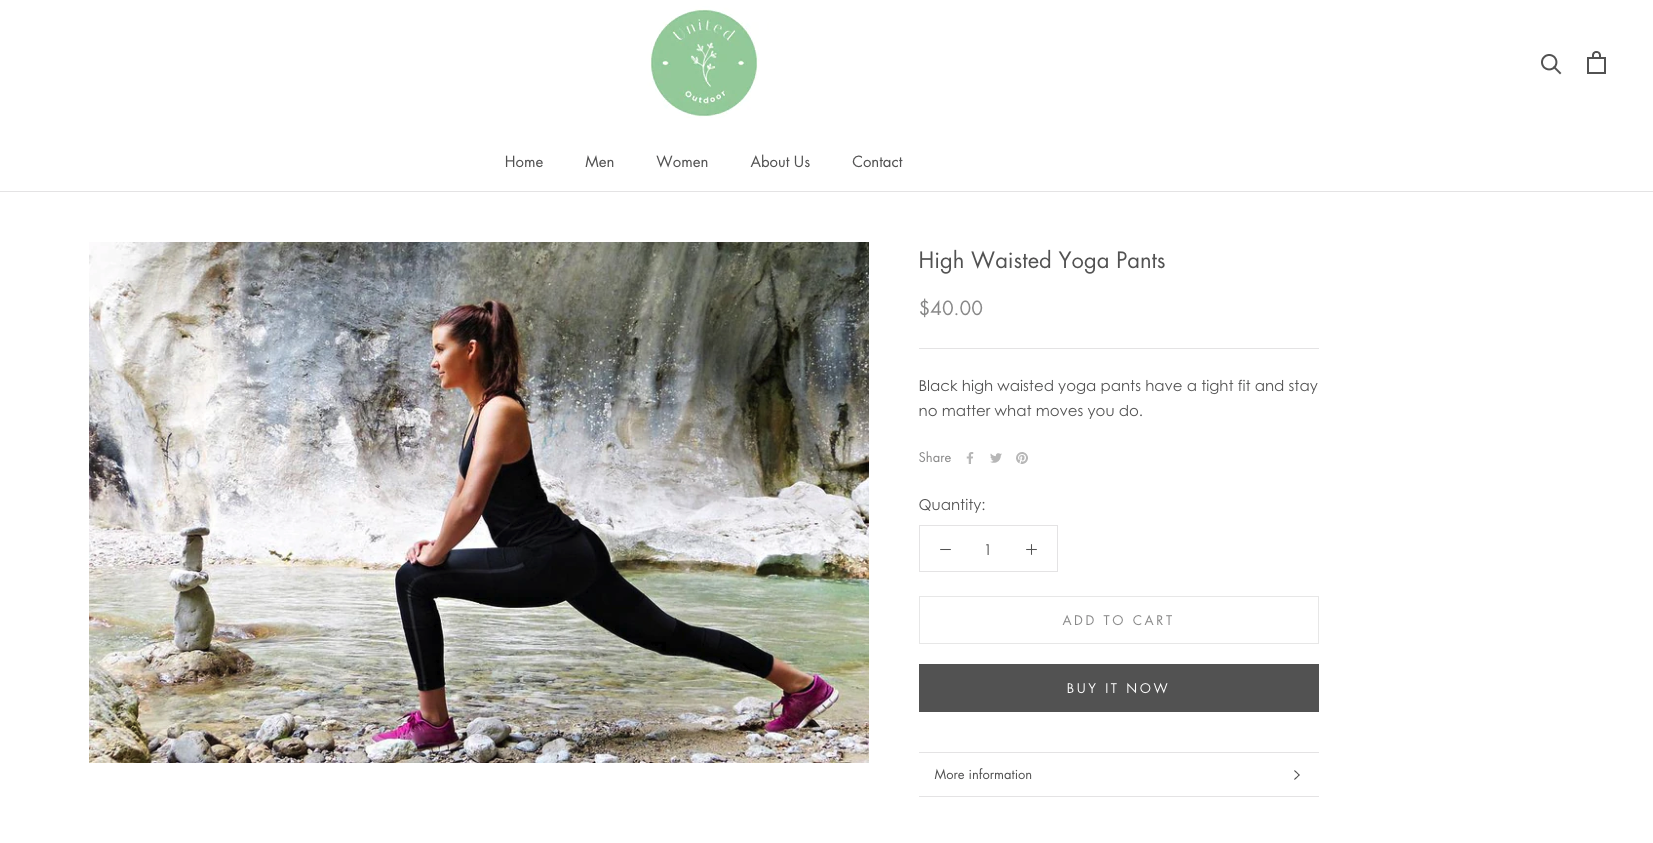 United
Outdoor
Home Men Women About Us Contact
High Waisted Yoga Pants
$40.00
Black high waisted yoga pants have a tight fit and stay
no matter what moves you do.
Share
Quantity:
1
ADD TO CART
BUY IT NOW
More information